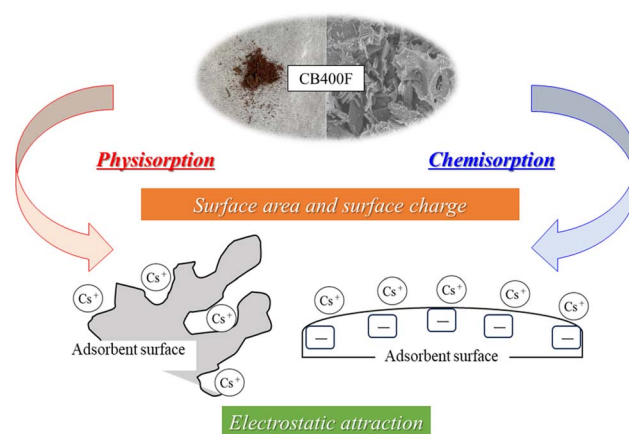 CB400F
Physisorption
Chemisorption
Surface area and surface charge
Cs⁺
Cs⁺
Cs⁺
Cs⁺
Adsorbent surface
Cs⁺
Cs⁺
Cs⁺
Cs⁺
Cs⁺
—
—
—
—
—
Adsorbent surface
Electrostatic attraction